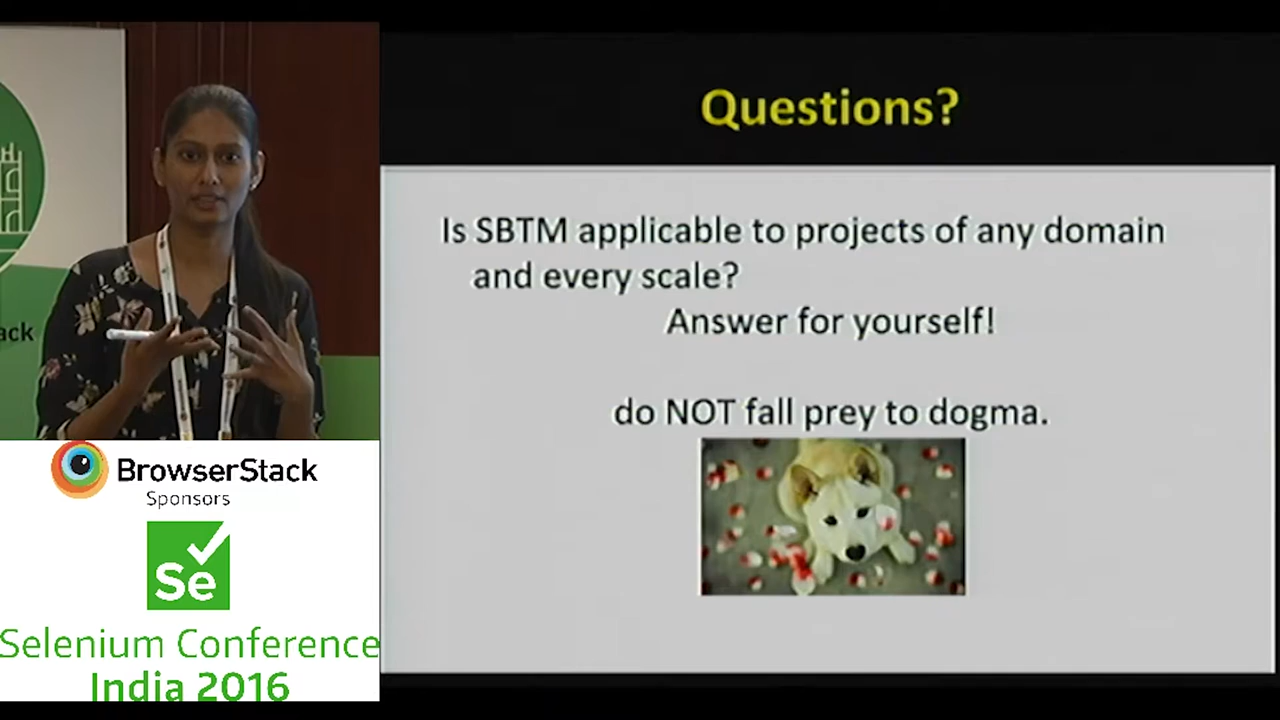 Questions?
Is SBTM applicable to projects of any domain
and every scale?
Answer for yourself!
do NOT fall prey to dogma.
ack
BrowserStack
Sponsors
Se
Selenium Conference
India 2016